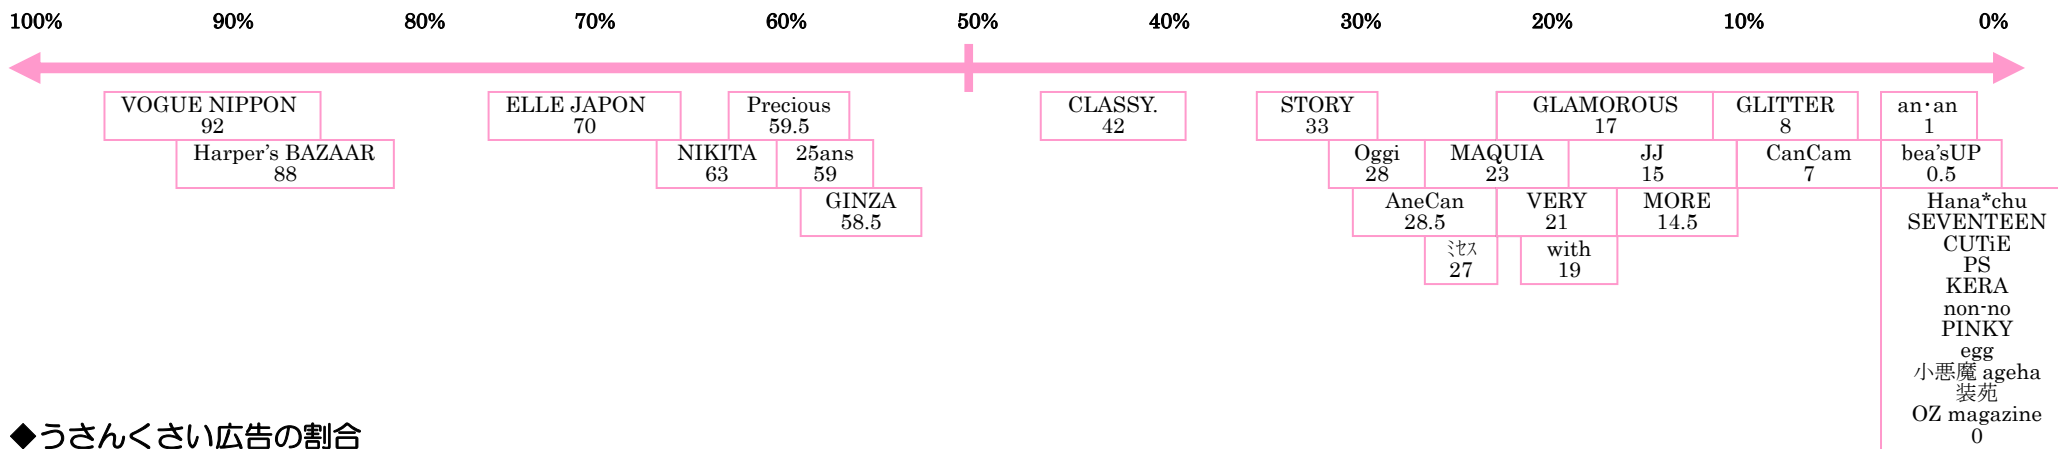 100% 90% 80% 70% 60% 50% 40% 30% 20% 10% 0%
VOGUE NIPPON
92
ELLE JAPON
70
Precious
59.5
CLASSY.
42
STORY
33
GLAMOROUS
17
GLITTER
8
an･an
1
Harper's BAZAAR
88
NIKITA
63
25ans
59
Oggi
28
MAQUIA
23
JJ
15
CanCam
7
bea'sUP
0.5
GINZA
58.5
AneCan
28.5
VERY
21
MORE
14.5
ﾐｾｽ
27
with
19
Hana*chu
SEVENTEEN
CUTiE
PS
KERA
non-no
PINKY
egg
小悪魔 ageha
装苑
OZ magazine
0
◆うさんくさい広告の割合